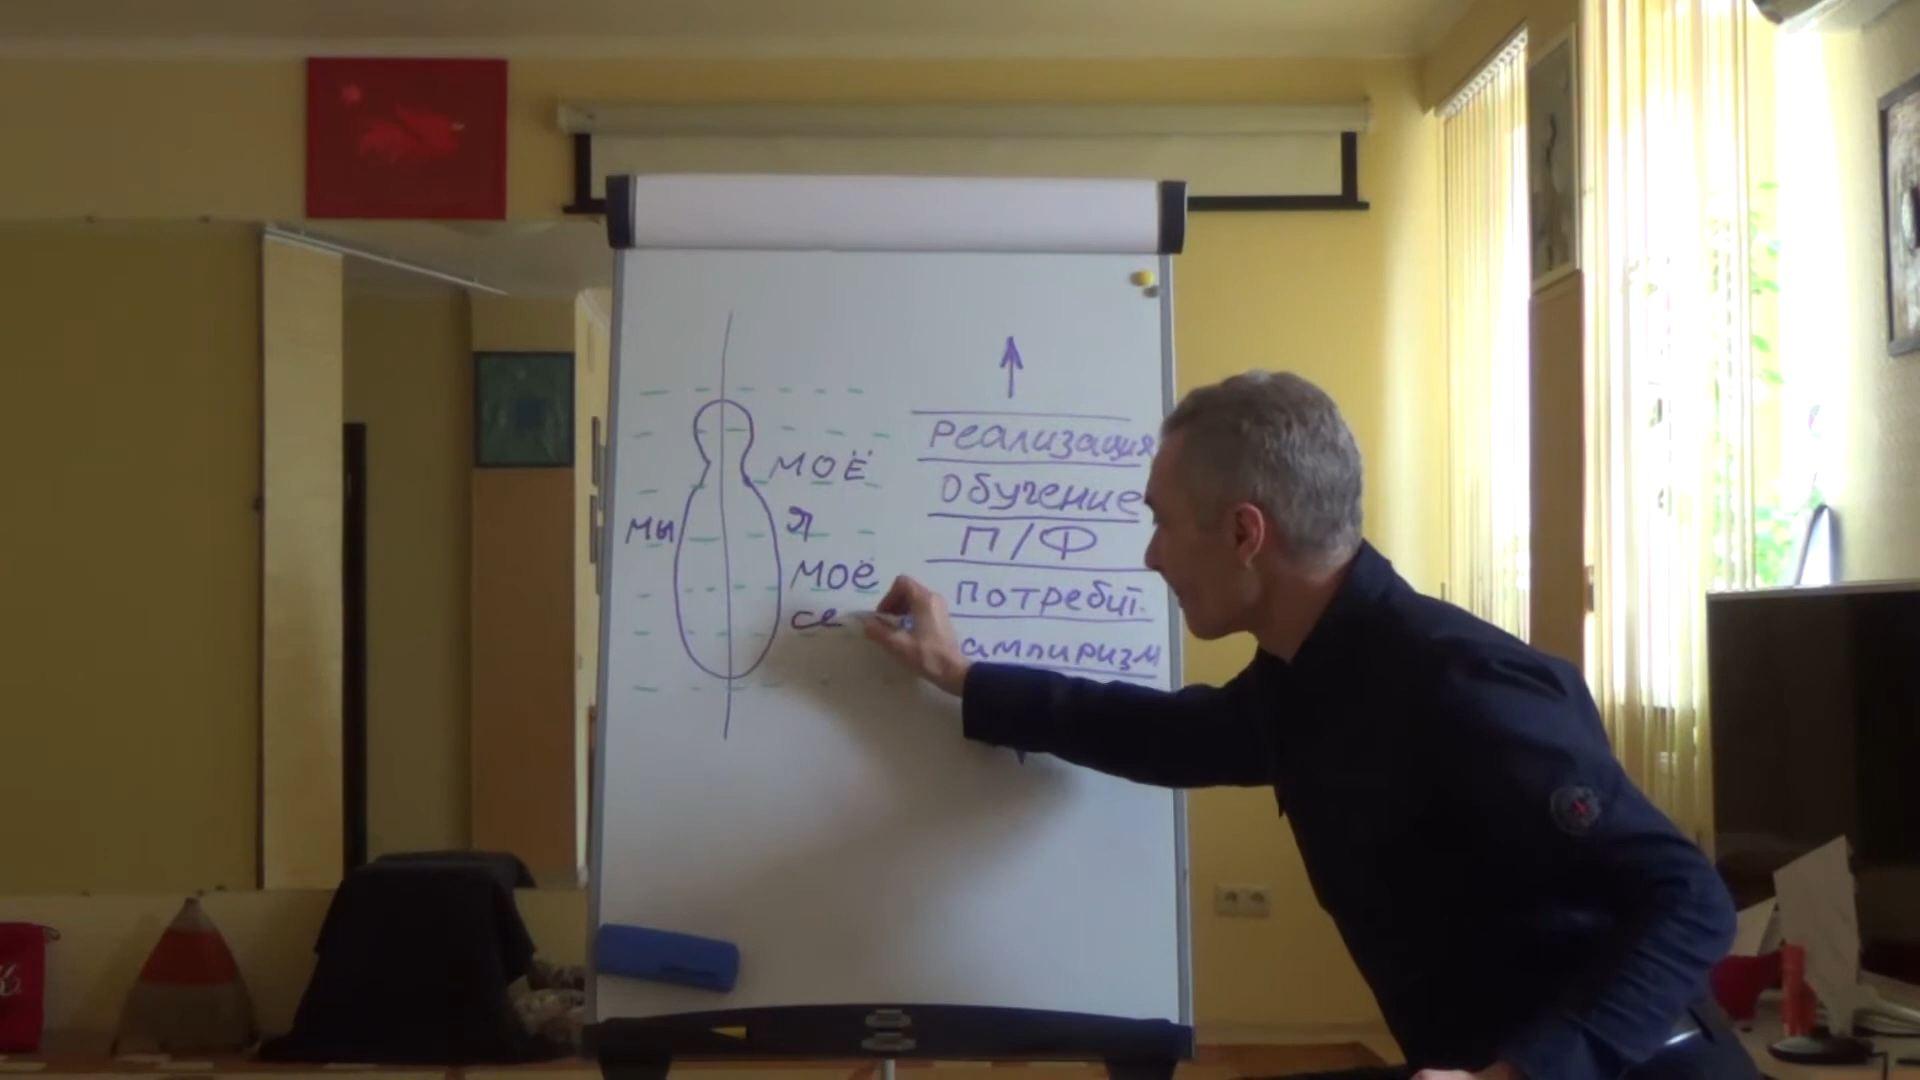 МОЁ
МЫ
Я
МОЁ
се
Реализация
Обучение
П/Ф
Потребит.
ампиризм